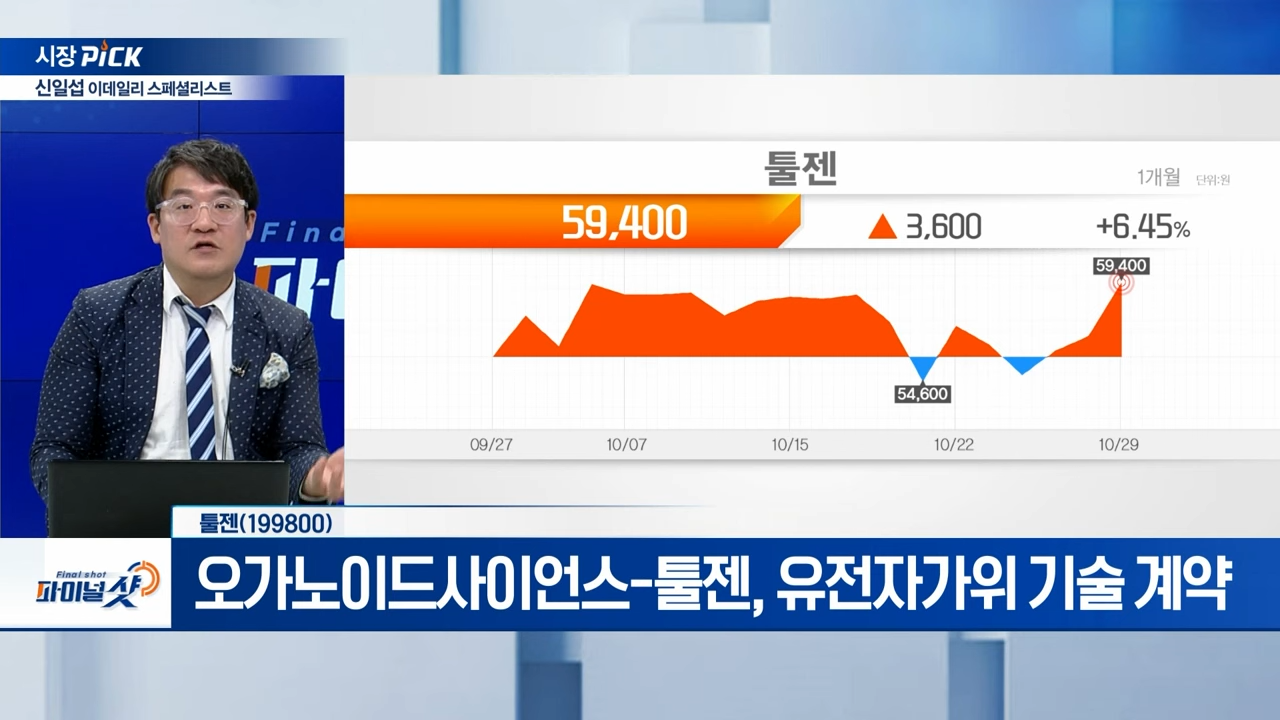 시장 PiCK
신일섭 이데일리 스페셜리스트
Fina
파이
툴젠
1개월 단위:원
59,400 ▲ 3,600 +6.45%
59,400
54,600
09/27 10/07 10/15 10/22 10/29
툴젠(199800)
Final shot
파이널샷
오가노이드사이언스-툴젠, 유전자가위 기술 계약